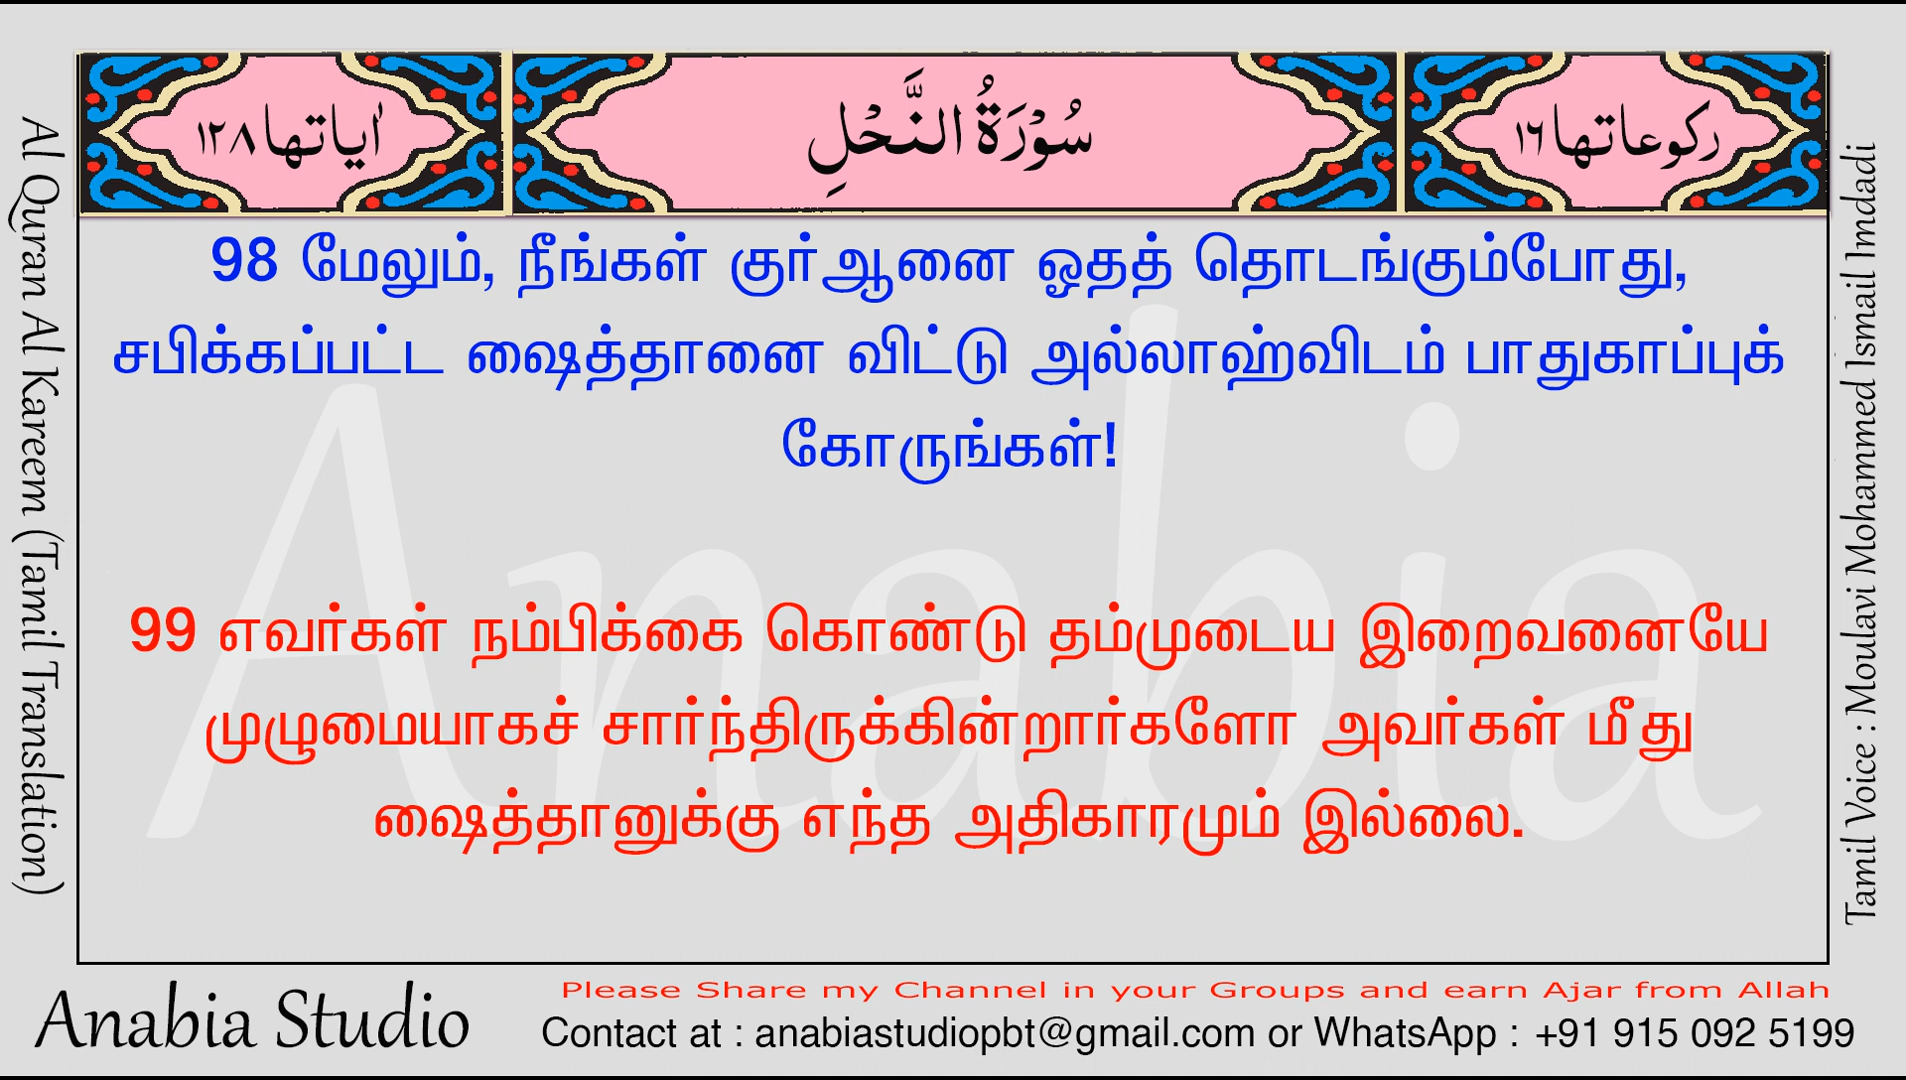 اٰياتها ١٢٨
سُوْرَةُ النَّحْلِ
ركوعاتها ١٦
98 மேலும், நீங்கள் குர்ஆனை ஓதத் தொடங்கும்போது,
சபிக்கப்பட்ட ஷைத்தானை விட்டு அல்லாஹ்விடம் பாதுகாப்புக்
கோருங்கள்!
99 எவர்கள் நம்பிக்கை கொண்டு தம்முடைய இறைவனையே
முழுமையாகச் சார்ந்திருக்கின்றார்களோ அவர்கள் மீது
ஷைத்தானுக்கு எந்த அதிகாரமும் இல்லை.
Anabia
Al Quran Al Kareem (Tamil Translation)
Tamil Voice : Moulavi Mohammed Ismail Imdadi
Anabia Studio
Please Share my Channel in your Groups and earn Ajar from Allah
Contact at : anabiastudiopbt@gmail.com or WhatsApp : +91 915 092 5199